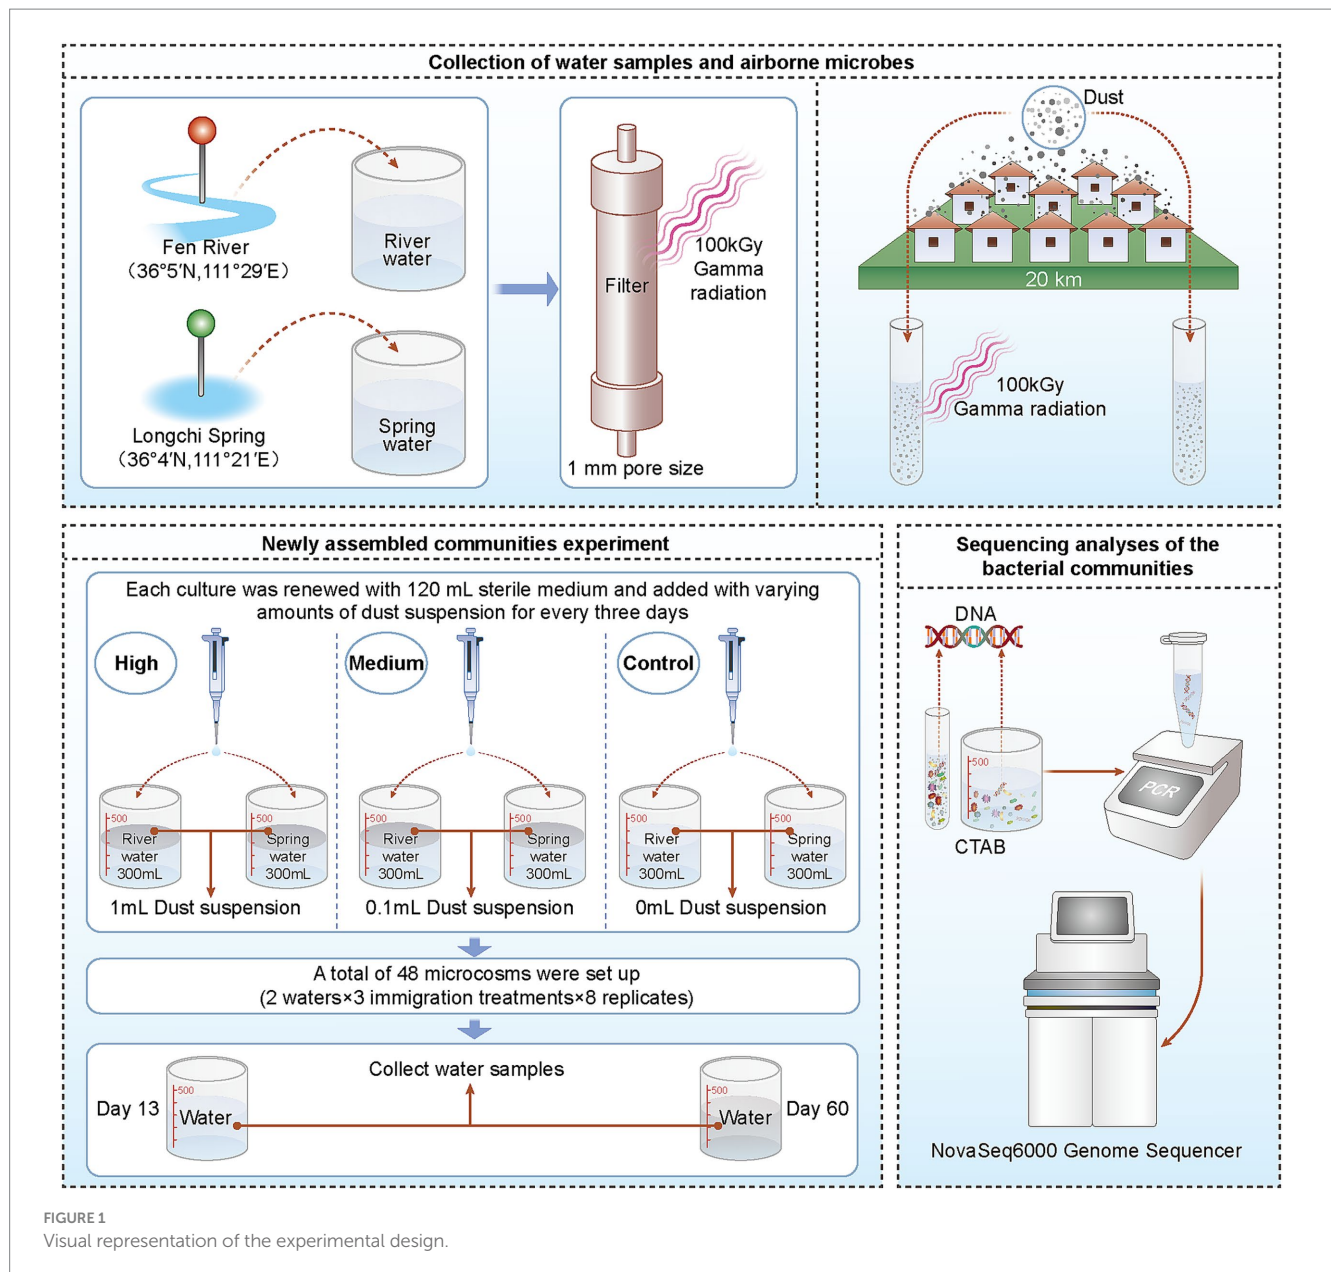 Collection of water samples and airborne microbes
Fen River
(36°5′N,111°29′E)
River
water
Longchi Spring
(36°4′N,111°21′E)
Spring
water
Filter
100kGy
Gamma
radiation
1 mm pore size
Dust
20 km
100kGy
Gamma radiation
Newly assembled communities experiment
Each culture was renewed with 120 mL sterile medium and added with varying
amounts of dust suspension for every three days
High
500
River
water
300mL
500
Spring
water
300mL
1mL Dust suspension
Medium
500
River
water
300mL
500
Spring
water
300mL
0.1mL Dust suspension
Control
500
River
water
300mL
500
Spring
water
300mL
0mL Dust suspension
A total of 48 microcosms were set up
(2 waters×3 immigration treatments×8 replicates)
Day 13
500
Water
Collect water samples
500
Water
Day 60
Sequencing analyses of the
bacterial communities
DNA
500
CTAB
PCR
NovaSeq6000 Genome Sequencer
FIGURE 1
Visual representation of the experimental design.